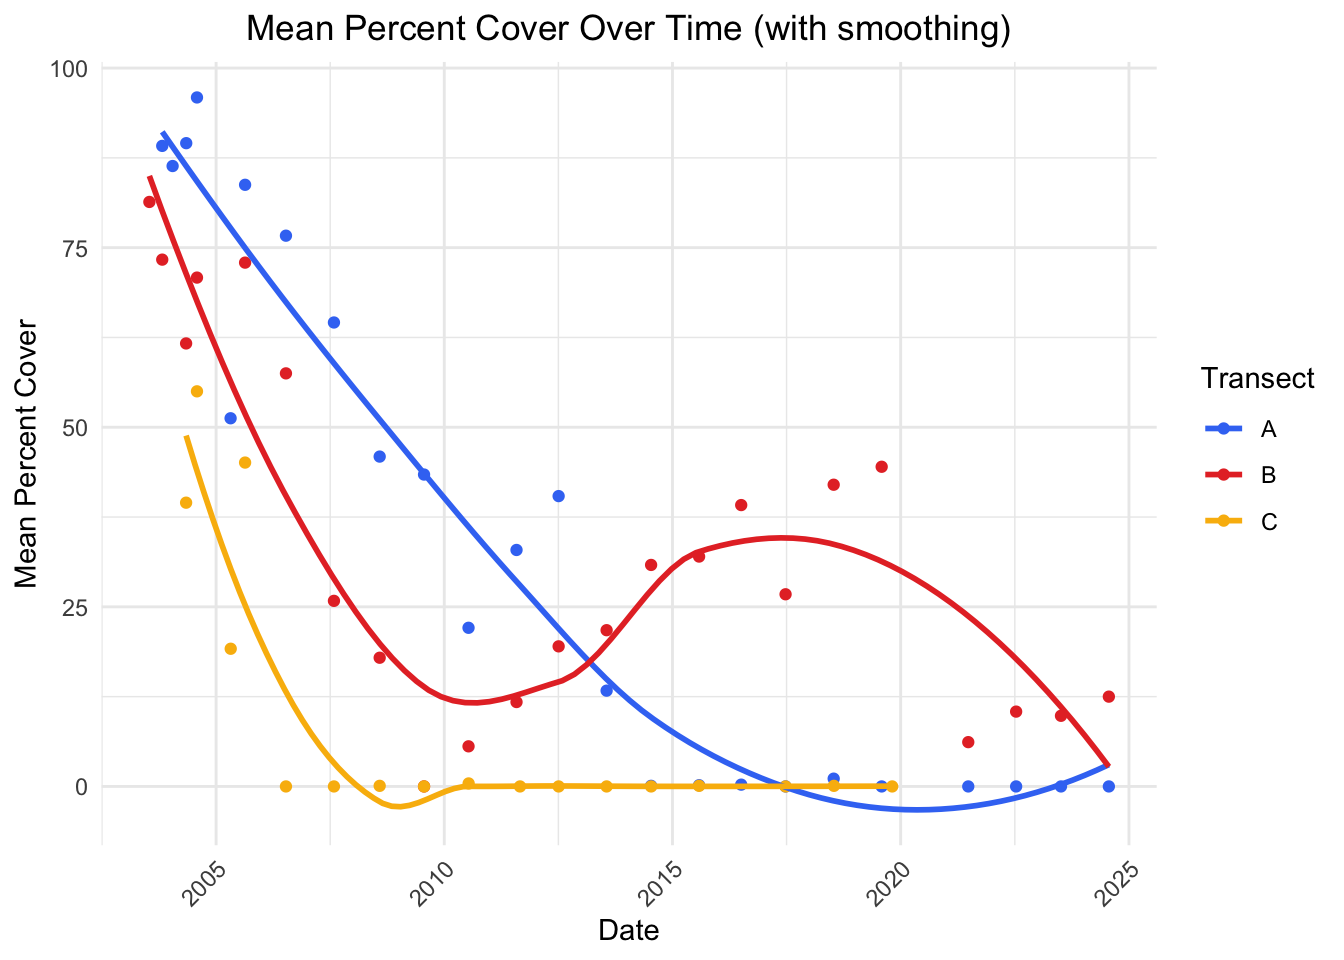 Mean Percent Cover Over Time (with smoothing)
Mean Percent Cover
100
75
50
25
0
2005
2010
2015
2020
2025
Date
Transect
A
B
C